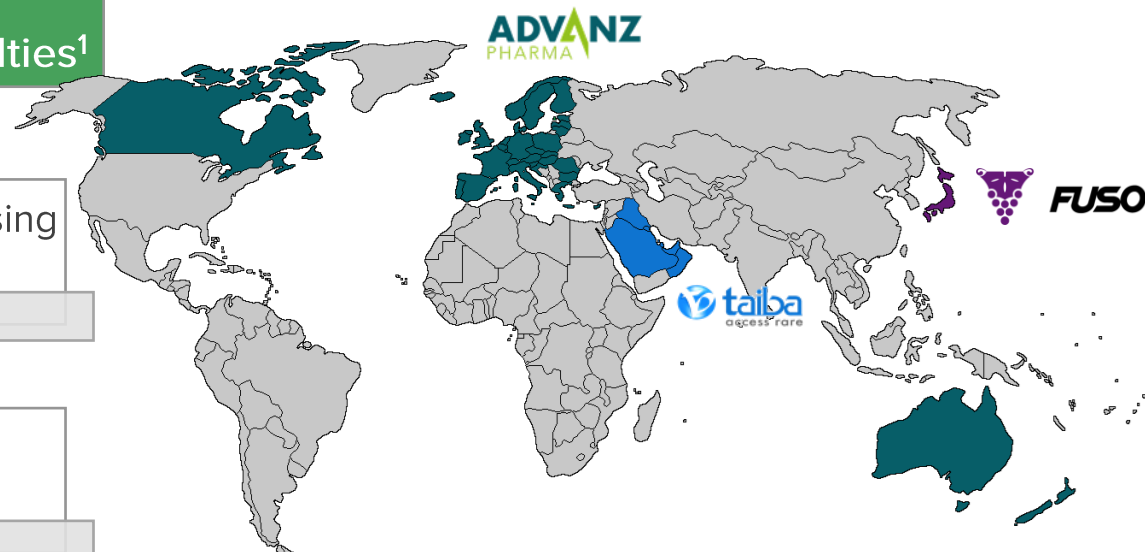 lties¹
ADVANZ
PHARMA
sing
FUSO
taiba
access rare